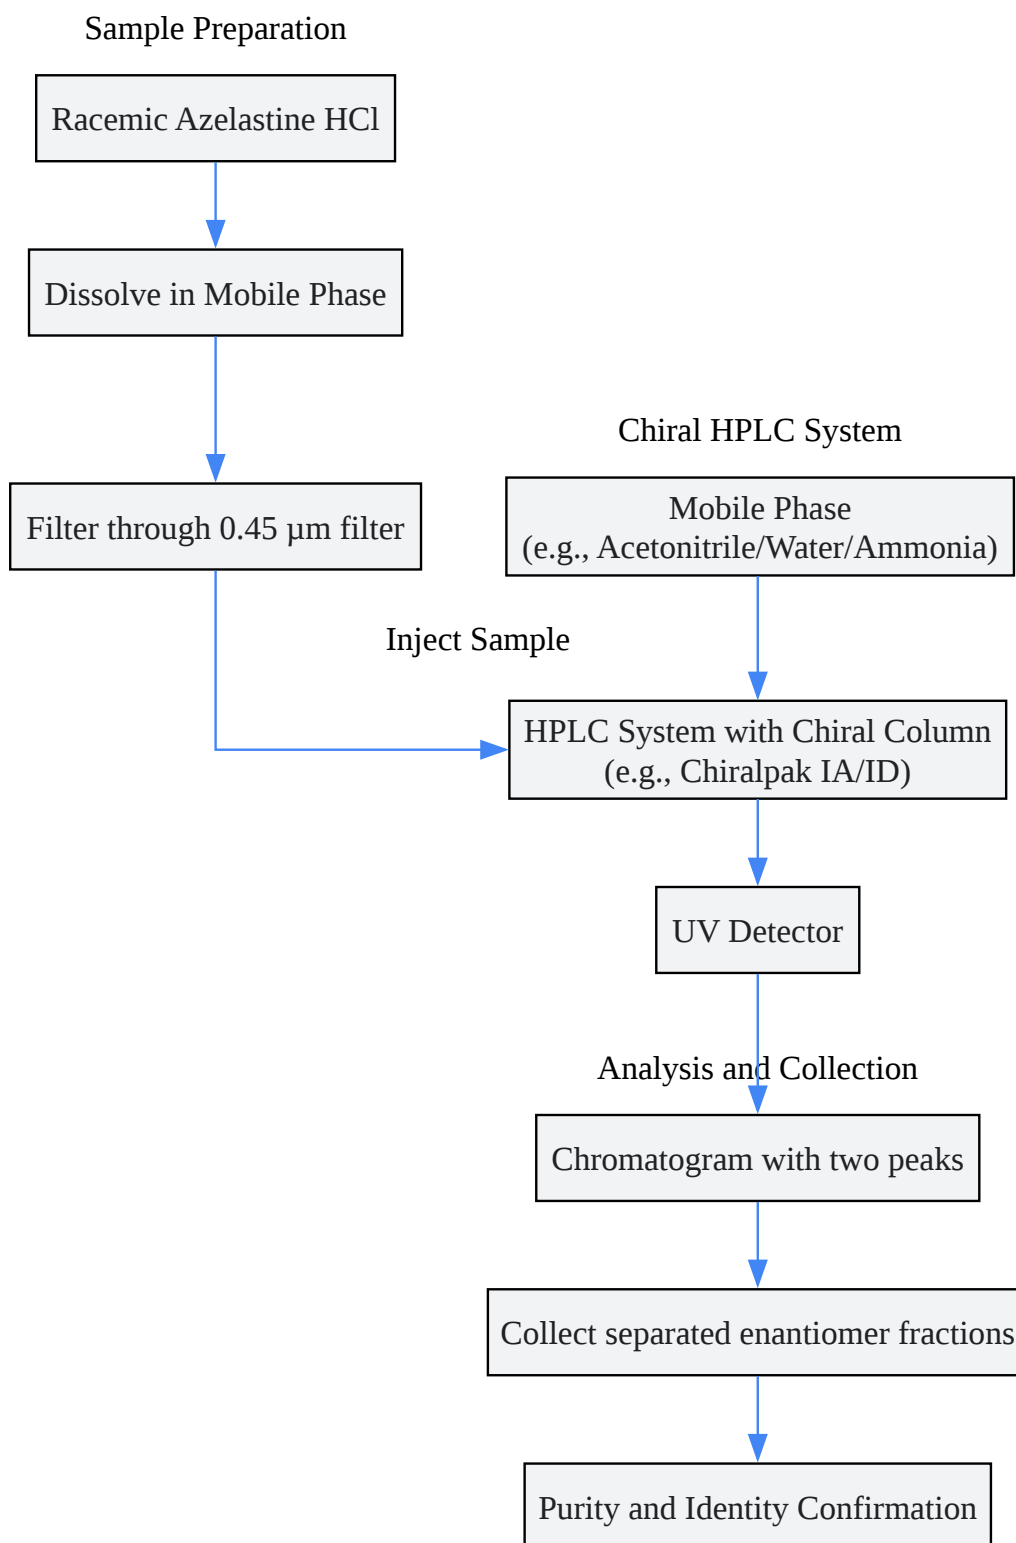 Sample Preparation
Racemic Azelastine HCl
Dissolve in Mobile Phase
Filter through 0.45 µm filter
Chiral HPLC System
Mobile Phase
(e.g., Acetonitrile/Water/Ammonia)
Inject Sample
HPLC System with Chiral Column
(e.g., Chiralpak IA/ID)
UV Detector
Analysis and Collection
Chromatogram with two peaks
Collect separated enantiomer fractions
Purity and Identity Confirmation